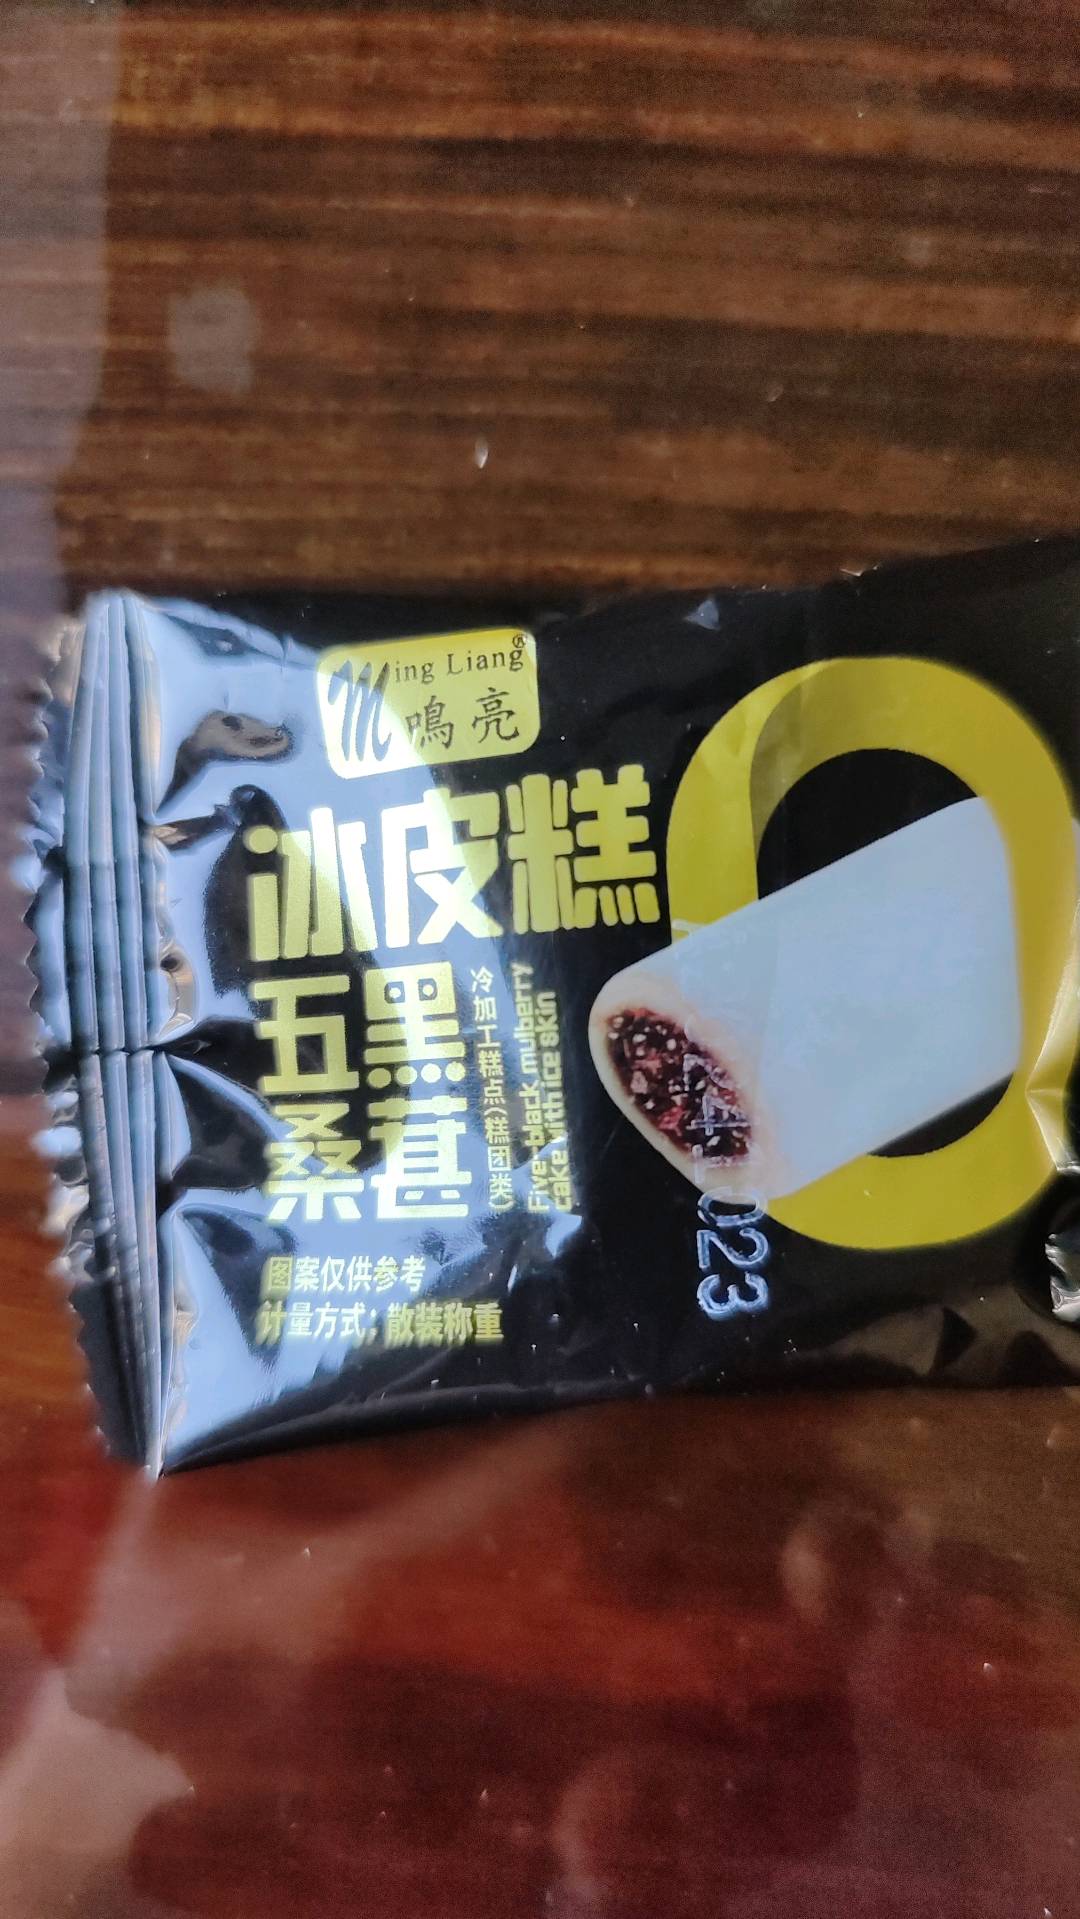 Ming Liang®
鳴亮
冰皮糕
五黑
桑葚
冷加工糕点(糕团类)
Five-black mulberry
cake with ice skin
图案仅供参考
计量方式：散装称重